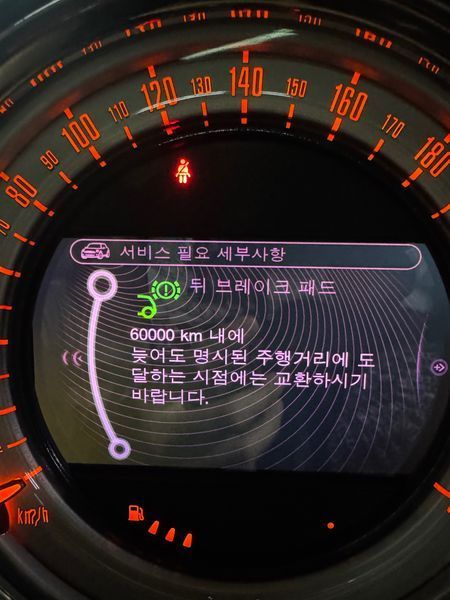 80
90
100
110
120
130
140
150
160
170
180
서비스 필요 세부사항
뒤 브레이크 패드
60000 km 내에
늦어도 명시된 주행거리에 도
달하는 시점에는 교환하시기
바랍니다.
km/h